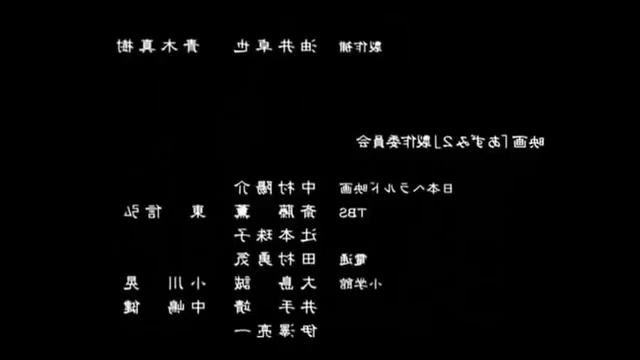 製作補 油井卓也 青木真樹
映画「あずみ2」製作委員会
日本ヘラルド映画 中村陽介
TBS 斎藤 薫 東 信弘
辻本珠子
電通 田村勇気
小学館 大島 誠 小川 晃
井手 靖 中嶋 健
伊澤亮一